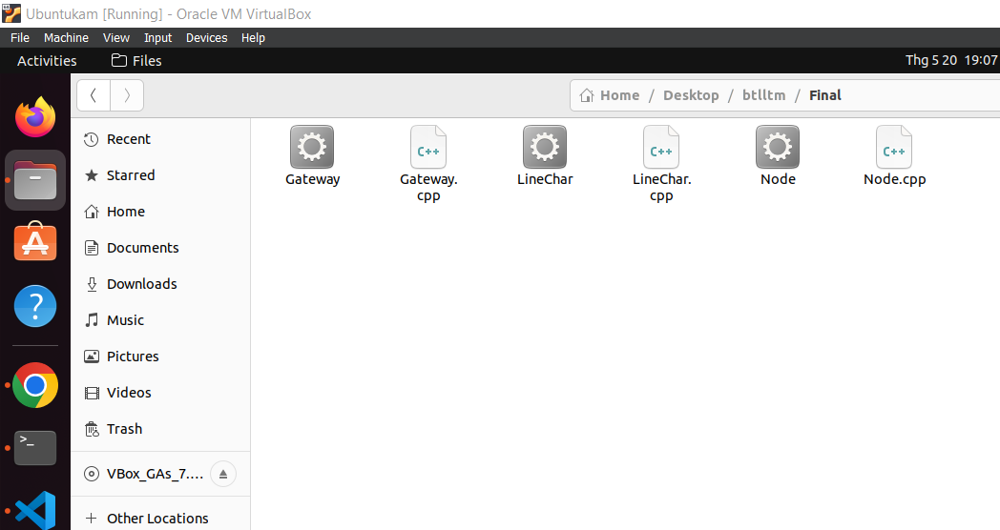 Ubuntukam [Running] - Oracle VM VirtualBox
File Machine View Input Devices Help
Activities Files Thg 5 20 19:07
Home / Desktop / btlltm / Final
Recent
Starred
Home
Documents
Downloads
Music
Pictures
Videos
Trash
VBox_GAs_7....
+ Other Locations
Gateway
C++
Gateway.
cpp
LineChar
C++
LineChar.
cpp
Node
C++
Node.cpp
>_
?